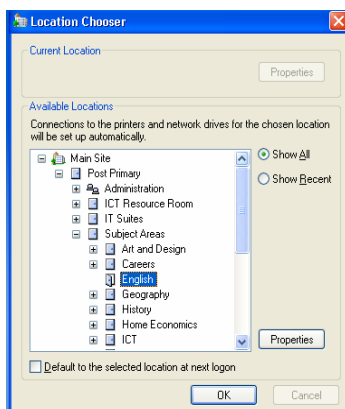 Location Chooser
Current Location
Properties
Available Locations
Connections to the printers and network drives for the chosen location
will be set up automatically.
Main Site
Post Primary
Administration
ICT Resource Room
IT Suites
Subject Areas
Art and Design
Careers
English
Geography
History
Home Economics
ICT
Show All
Show Recent
Properties
Default to the selected location at next logon
OK
Cancel